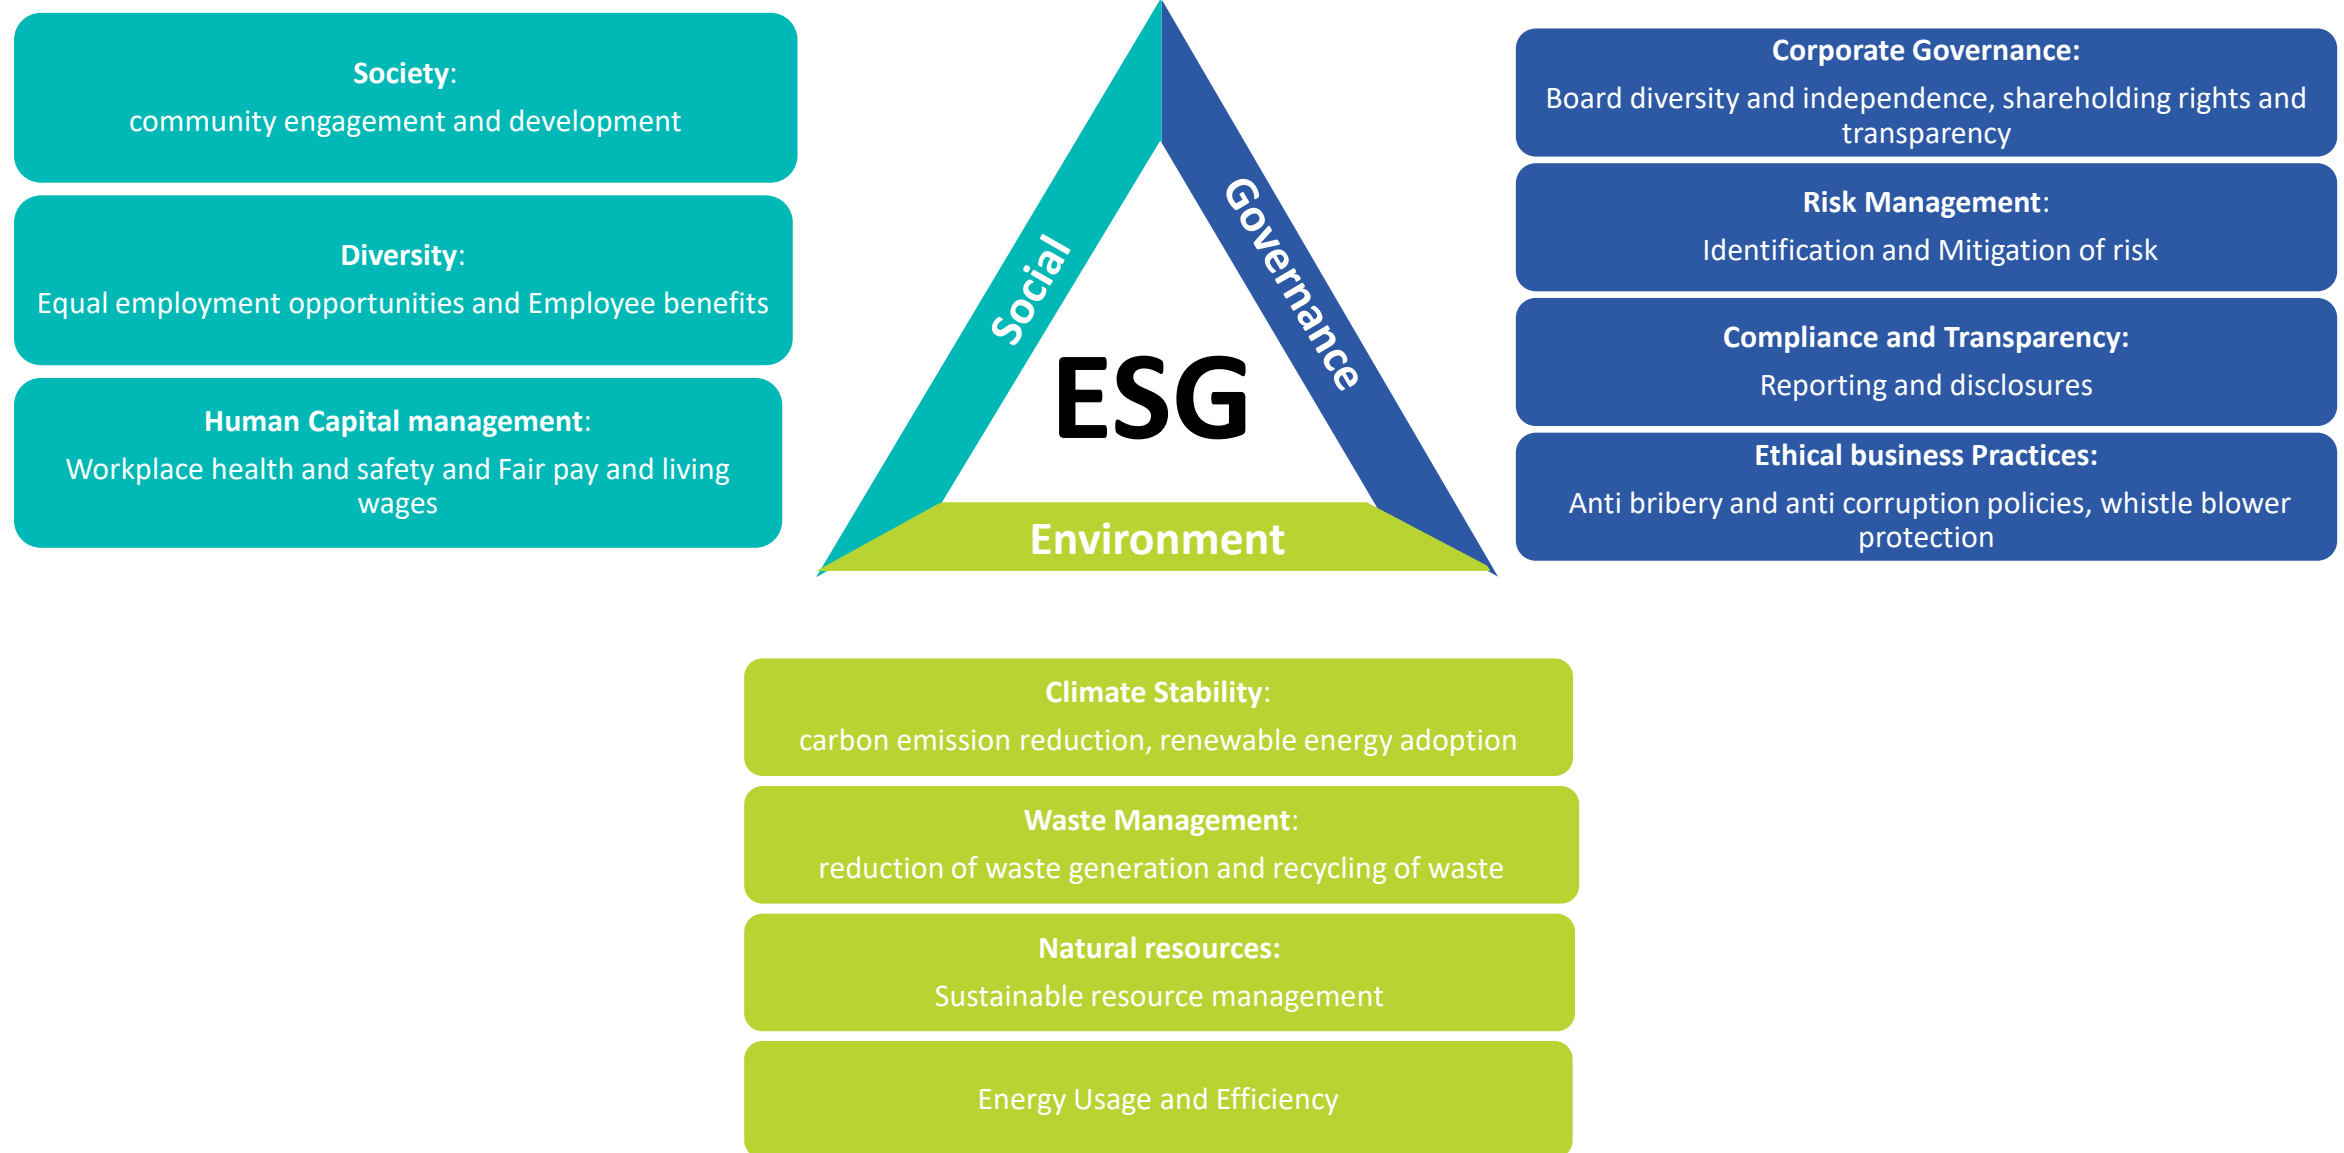 Society:
community engagement and development
Diversity:
Equal employment opportunities and Employee benefits
Human Capital management:
Workplace health and safety and Fair pay and living
wages
Social
Governance
ESG
Environment
Corporate Governance:
Board diversity and independence, shareholding rights and
transparency
Risk Management:
Identification and Mitigation of risk
Compliance and Transparency:
Reporting and disclosures
Ethical business Practices:
Anti bribery and anti corruption policies, whistle blower
protection
Climate Stability:
carbon emission reduction, renewable energy adoption
Waste Management:
reduction of waste generation and recycling of waste
Natural resources:
Sustainable resource management
Energy Usage and Efficiency